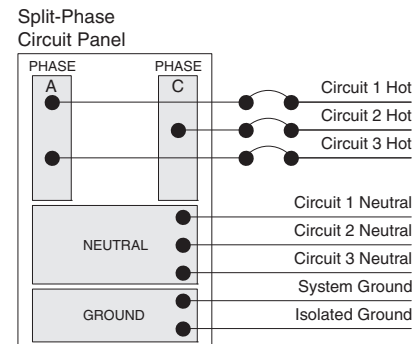 Split-Phase
Circuit Panel
PHASE PHASE
A C
Circuit 1 Hot
Circuit 2 Hot
Circuit 3 Hot
Circuit 1 Neutral
NEUTRAL
Circuit 2 Neutral
Circuit 3 Neutral
System Ground
GROUND
Isolated Ground